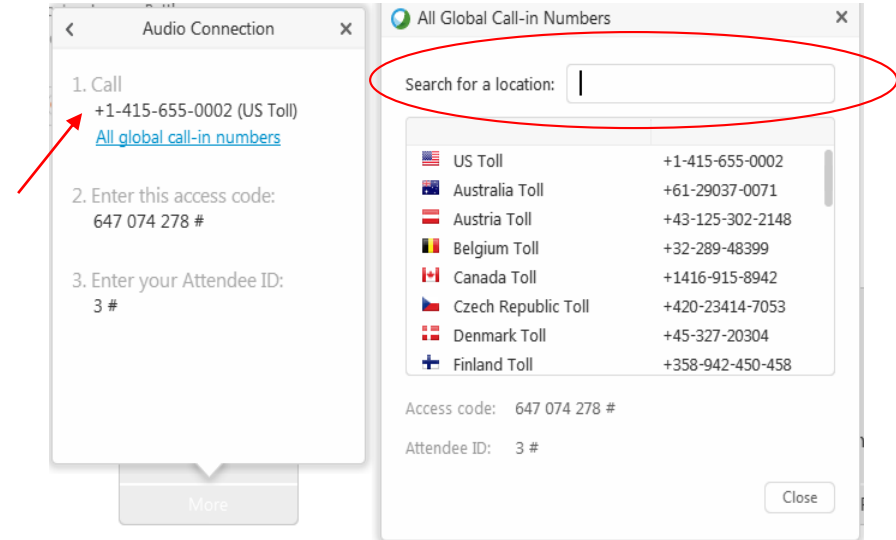 Audio Connection
1. Call
+1-415-655-0002 (US Toll)
All global call-in numbers
2. Enter this access code:
647 074 278 #
3. Enter your Attendee ID:
3 #
More
All Global Call-in Numbers
Search for a location:
US Toll +1-415-655-0002
Australia Toll +61-29037-0071
Austria Toll +43-125-302-2148
Belgium Toll +32-289-48399
Canada Toll +1416-915-8942
Czech Republic Toll +420-23414-7053
Denmark Toll +45-327-20304
Finland Toll +358-942-450-458
Access code: 647 074 278 #
Attendee ID: 3 #
Close